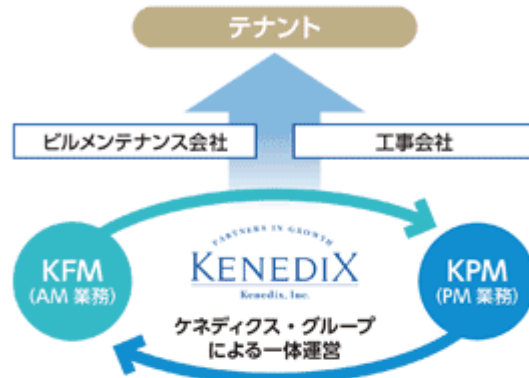 テナント
ビルメンテナンス会社
工事会社
PARTNERS IN GROWTH
KENEDIX
Kenedix, Inc.
KFM
(AM 業務)
KPM
(PM 業務)
ケネディクス・グループ
による一体運営